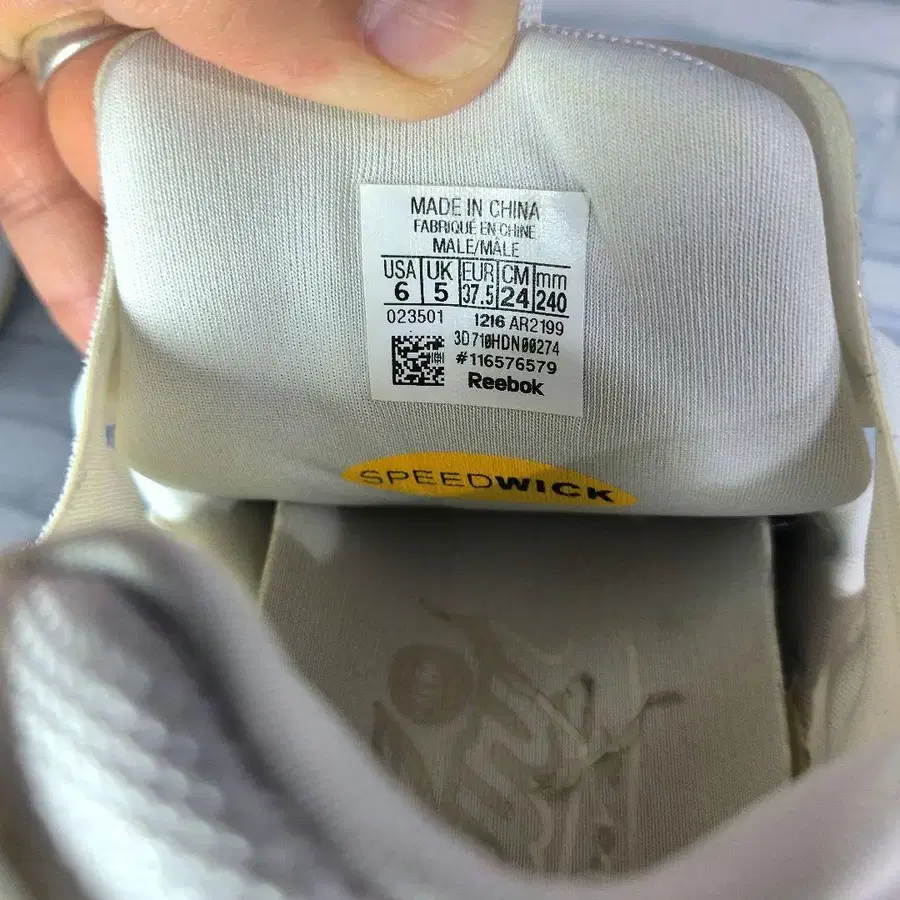 MADE IN CHINA
FABRIQUÉ EN CHINE
MALE/MÂLE
USA UK EUR CM mm
6 5 37.5 24 240
023501 1216 AR2199
3D710HDN00274
#116576579
Reebok
SPEEDWICK